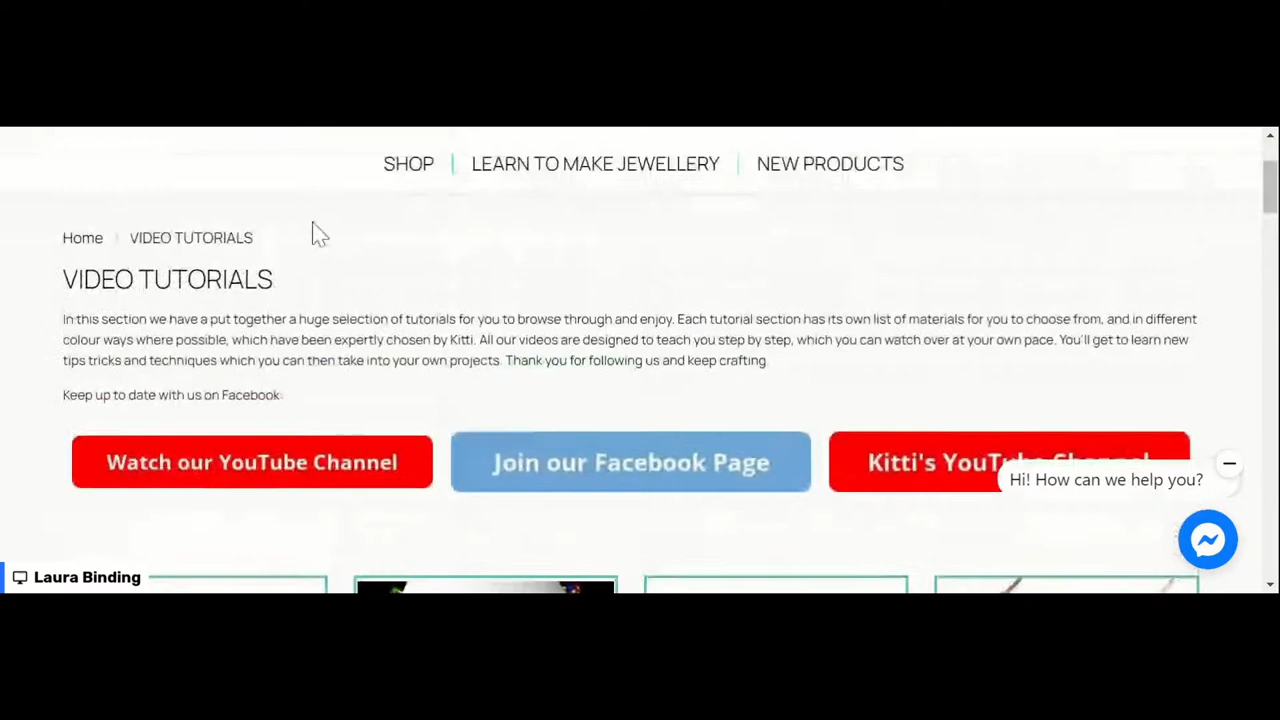 SHOP LEARN TO MAKE JEWELLERY NEW PRODUCTS
Home VIDEO TUTORIALS
VIDEO TUTORIALS
In this section we have a put together a huge selection of tutorials for you to browse through and enjoy. Each tutorial section has its own list of materials for you to choose from, and in different
colour ways where possible, which have been expertly chosen by Kitti. All our videos are designed to teach you step by step, which you can watch over at your own pace. You'll get to learn new
tips tricks and techniques which you can then take into your own projects. Thank you for following us and keep crafting.
Keep up to date with us on Facebook:
Watch our YouTube Channel Join our Facebook Page Kitti's YouTube Channel
Hi! How can we help you?
Laura Binding